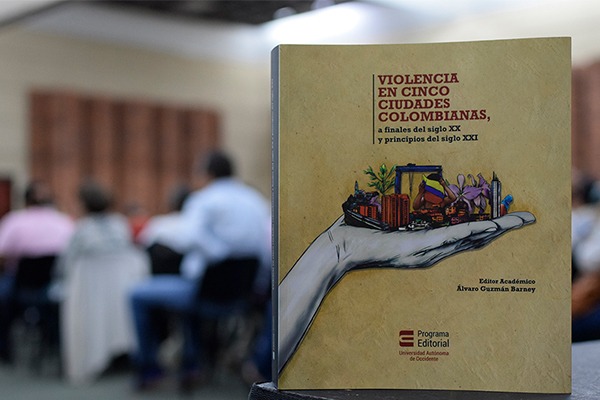 VIOLENCIA
EN CINCO
CIUDADES
COLOMBIANAS,
a finales del siglo XX
y principios del siglo XXI
Editor Académico
Álvaro Guzmán Barney
Programa
Editorial
Universidad Autónoma
de Occidente